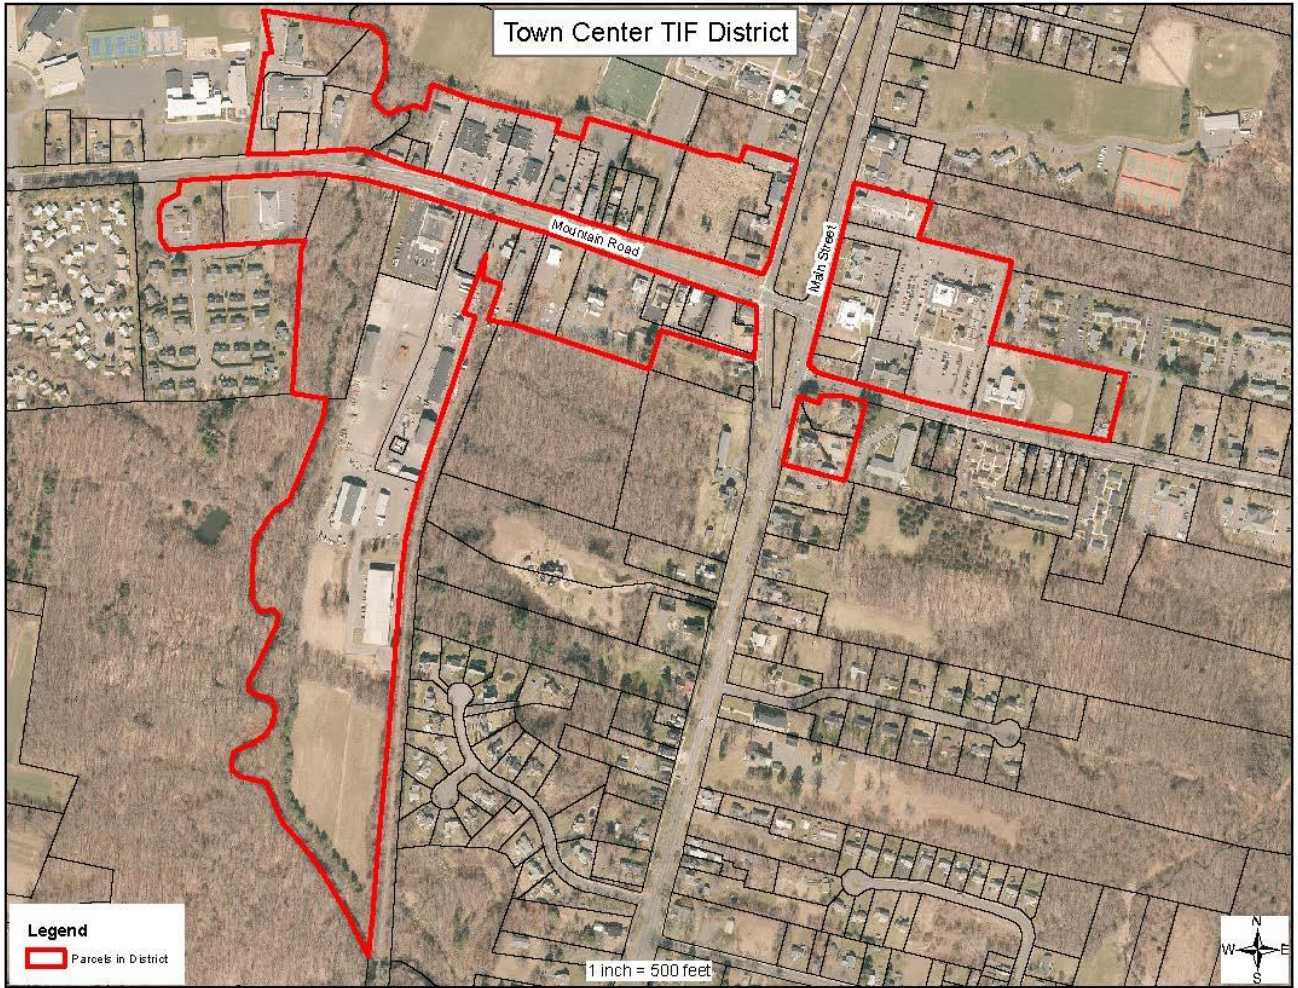 Town Center TIF District
Mountain Road
Main Street
Legend
Parcels in District
1 inch = 500 feet
N
W E
S